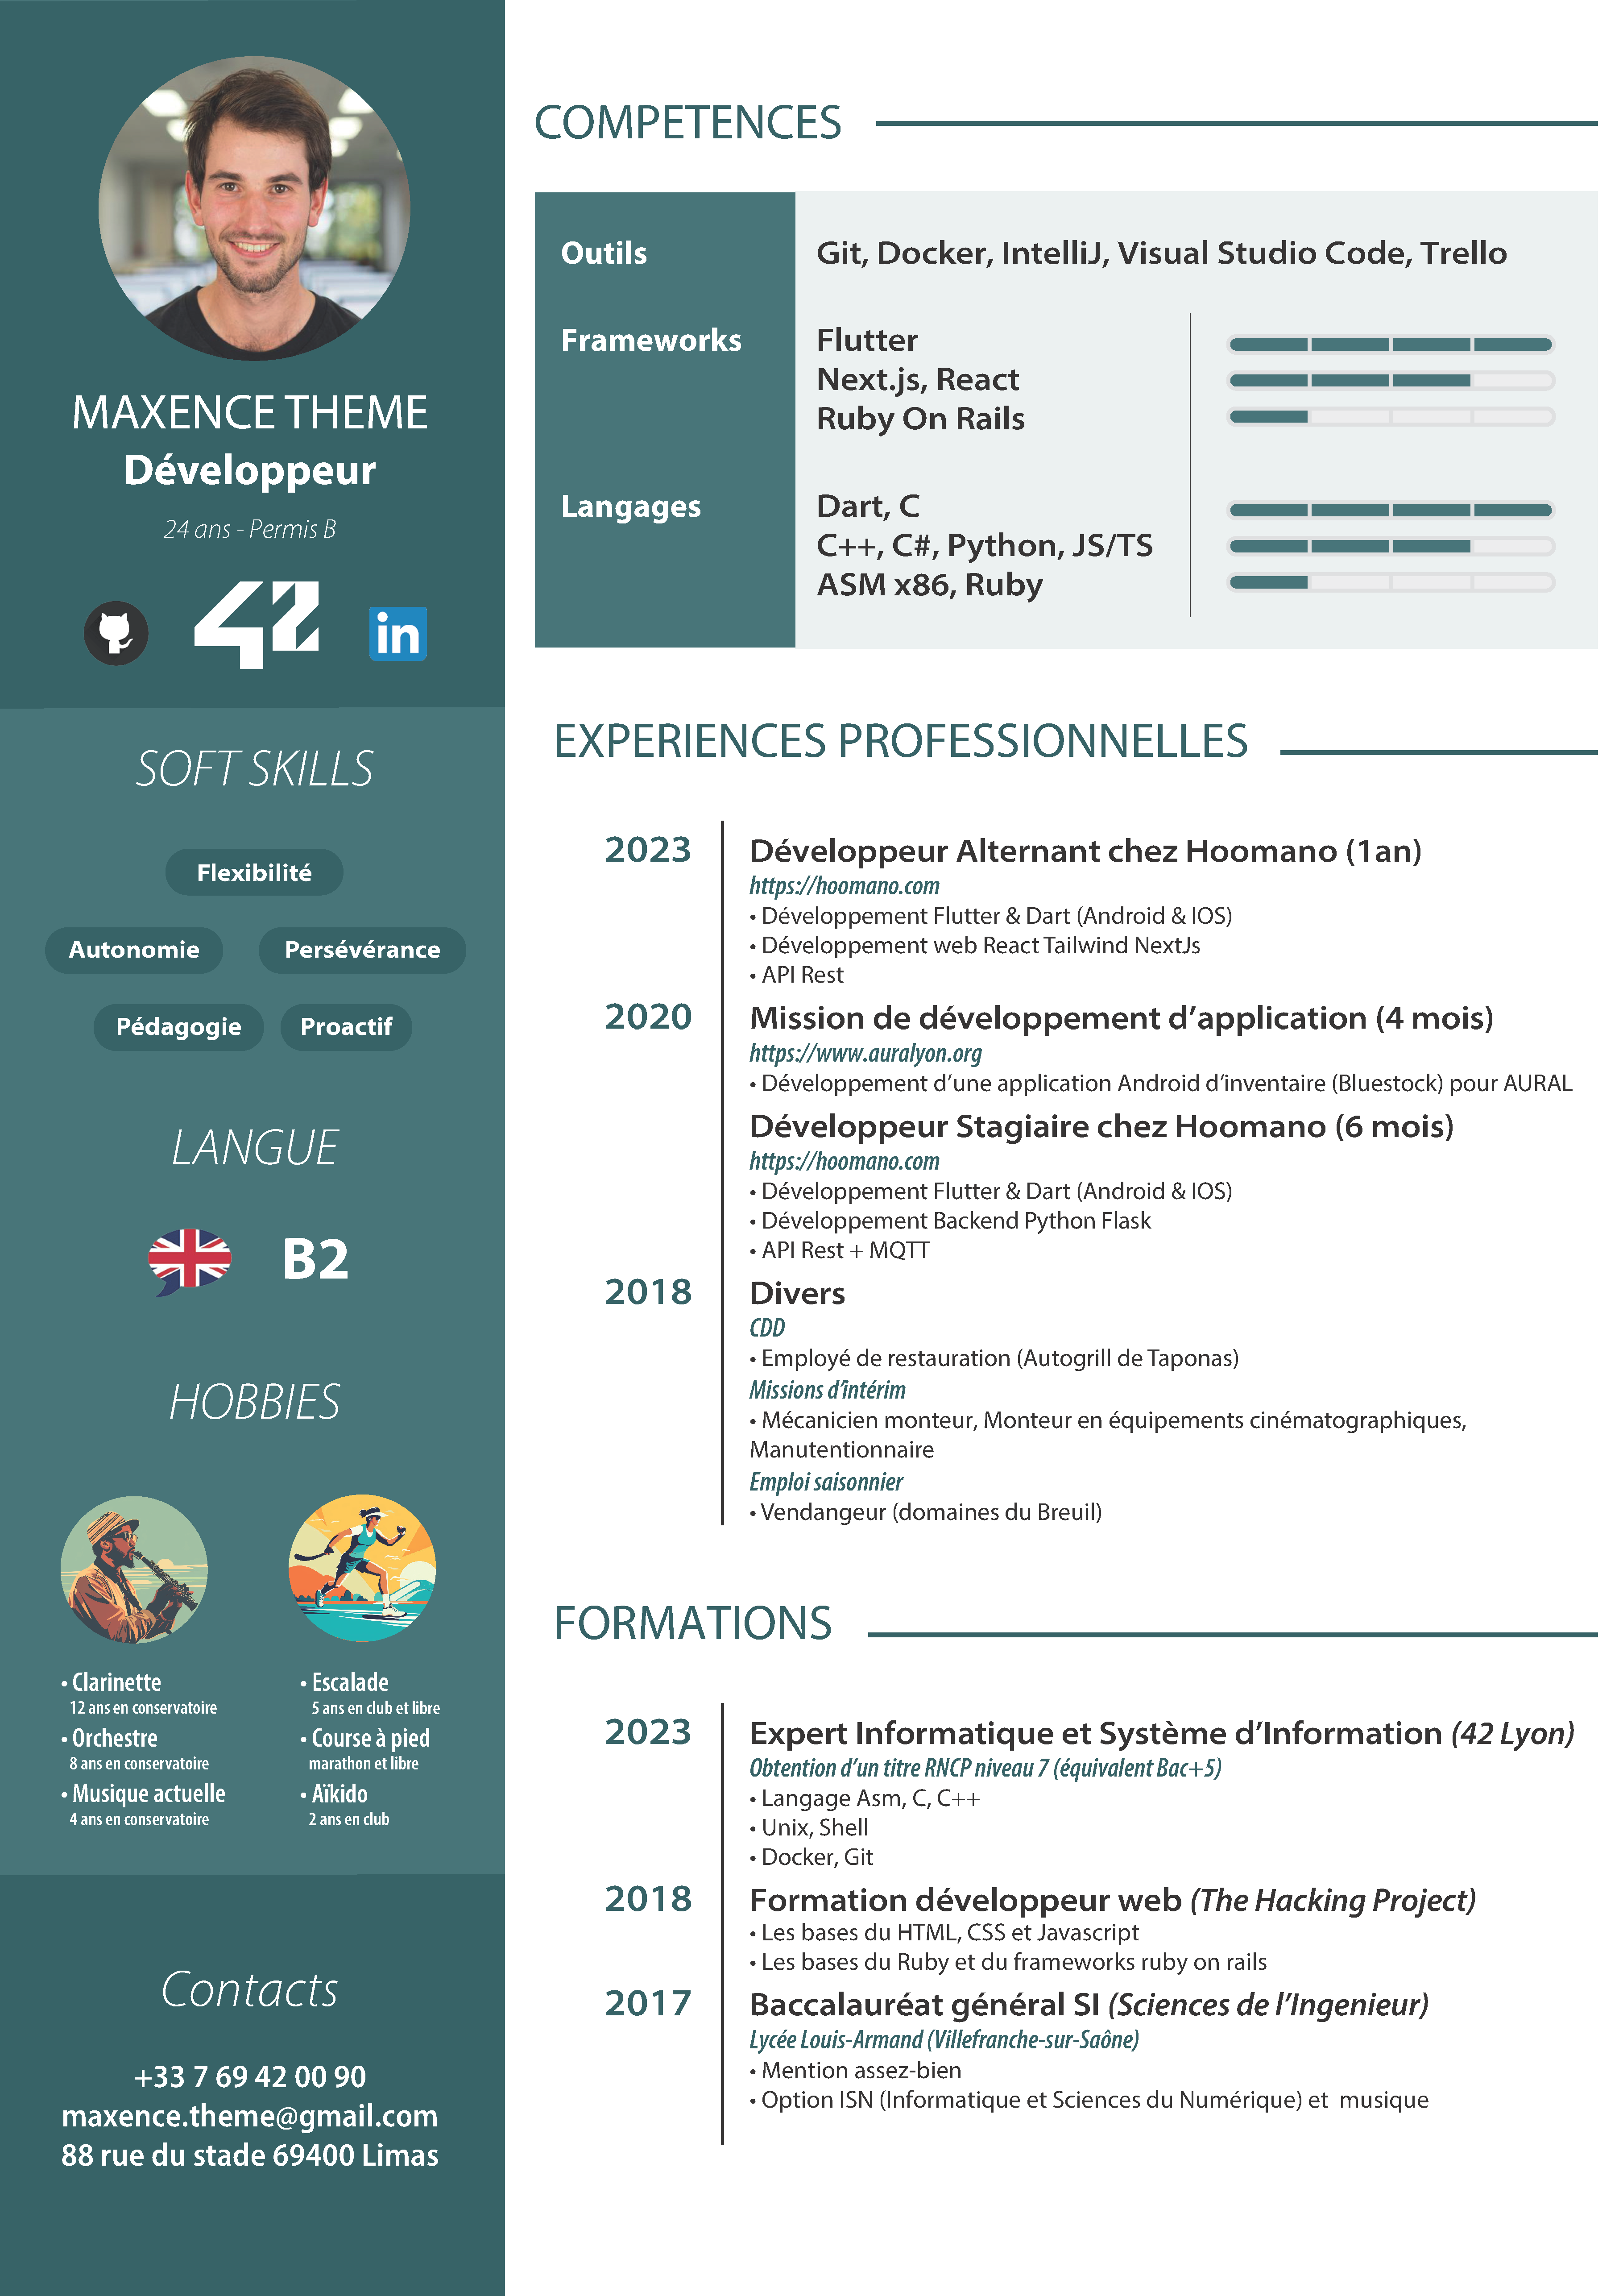 MAXENCE THEME
Développeur
24 ans - Permis B
42
in
SOFT SKILLS
Flexibilité
Autonomie
Persévérance
Pédagogie
Proactif
LANGUE
B2
HOBBIES
• Clarinette
12 ans en conservatoire
• Orchestre
8 ans en conservatoire
• Musique actuelle
4 ans en conservatoire
• Escalade
5 ans en club et libre
• Course à pied
marathon et libre
• Aïkido
2 ans en club
Contacts
+33 7 69 42 00 90
maxence.theme@gmail.com
88 rue du stade 69400 Limas
COMPETENCES
Outils
Git, Docker, IntelliJ, Visual Studio Code, Trello
Frameworks
Flutter
Next.js, React
Ruby On Rails
Langages
Dart, C
C++, C#, Python, JS/TS
ASM x86, Ruby
EXPERIENCES PROFESSIONNELLES
2023
Développeur Alternant chez Hoomano (1an)
https://hoomano.com
• Développement Flutter & Dart (Android & IOS)
• Développement web React Tailwind NextJs
• API Rest
2020
Mission de développement d’application (4 mois)
https://www.auralyon.org
• Développement d’une application Android d’inventaire (Bluestock) pour AURAL
Développeur Stagiaire chez Hoomano (6 mois)
https://hoomano.com
• Développement Flutter & Dart (Android & IOS)
• Développement Backend Python Flask
• API Rest + MQTT
2018
Divers
CDD
• Employé de restauration (Autogrill de Taponas)
Missions d’intérim
• Mécanicien monteur, Monteur en équipements cinématographiques,
Manutentionnaire
Emploi saisonnier
• Vendangeur (domaines du Breuil)
FORMATIONS
2023
Expert Informatique et Système d’Information (42 Lyon)
Obtention d’un titre RNCP niveau 7 (équivalent Bac+5)
• Langage Asm, C, C++
• Unix, Shell
• Docker, Git
2018
Formation développeur web (The Hacking Project)
• Les bases du HTML, CSS et Javascript
• Les bases du Ruby et du frameworks ruby on rails
2017
Baccalauréat général SI (Sciences de l’Ingenieur)
Lycée Louis-Armand (Villefranche-sur-Saône)
• Mention assez-bien
• Option ISN (Informatique et Sciences du Numérique) et  musique